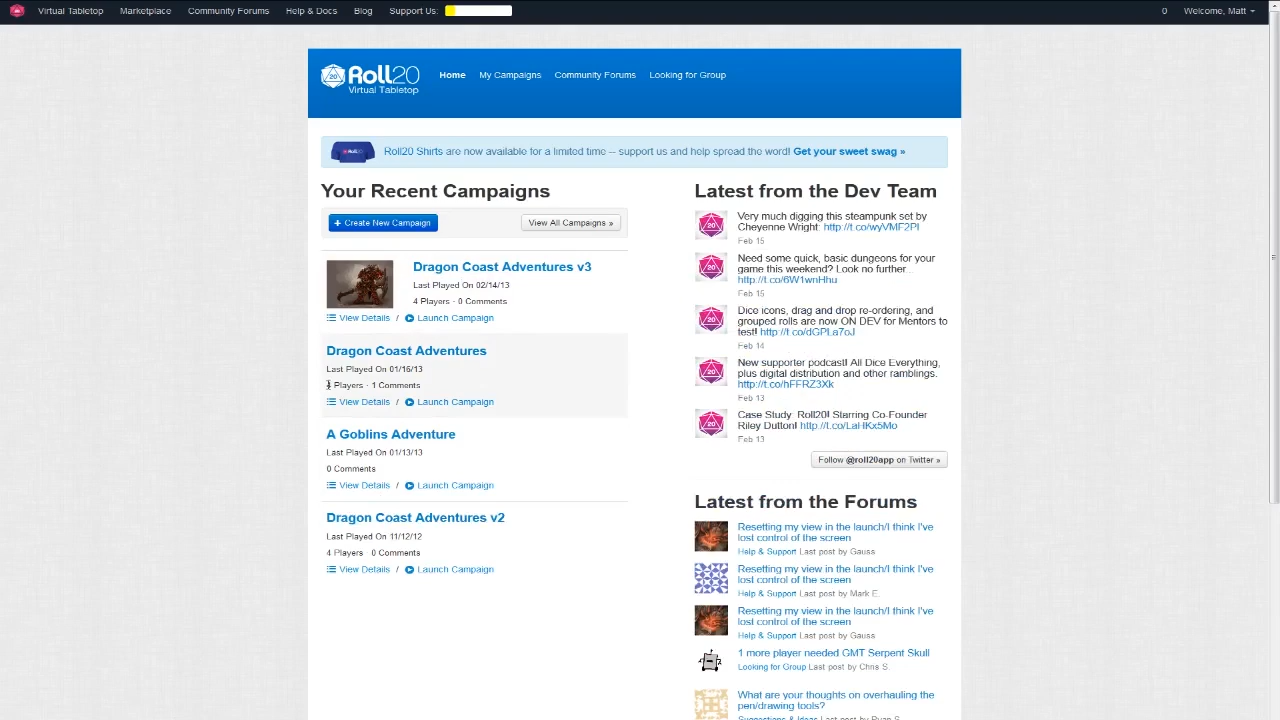 Virtual Tabletop Marketplace Community Forums Help & Docs Blog Support Us: 0 Welcome, Matt
20 Roll20
Virtual Tabletop
Home My Campaigns Community Forums Looking for Group
Roll20 Shirts are now available for a limited time -- support us and help spread the word! Get your sweet swag »
Your Recent Campaigns
+ Create New Campaign View All Campaigns »
Dragon Coast Adventures v3
Last Played On 02/14/13
4 Players · 0 Comments
View Details / Launch Campaign
Dragon Coast Adventures
Last Played On 01/16/13
Players · 1 Comments
View Details / Launch Campaign
A Goblins Adventure
Last Played On 01/13/13
0 Comments
View Details / Launch Campaign
Dragon Coast Adventures v2
Last Played On 11/12/12
4 Players · 0 Comments
View Details / Launch Campaign
Latest from the Dev Team
Very much digging this steampunk set by
Cheyenne Wright: http://t.co/wyVMF2PI
Feb 15
Need some quick, basic dungeons for your
game this weekend? Look no further...
http://t.co/6W1wnHhu
Feb 15
Dice icons, drag and drop re-ordering, and
grouped rolls are now ON DEV for Mentors to
test! http://t.co/dGPLa7oJ
Feb 14
New supporter podcast! All Dice Everything,
plus digital distribution and other ramblings.
http://t.co/hFFRZ3Xk
Feb 13
Case Study: Roll20! Starring Co-Founder
Riley Dutton! http://t.co/LaHKx5Mo
Feb 13
Follow @roll20app on Twitter »
Latest from the Forums
Resetting my view in the launch/I think I've
lost control of the screen
Help & Support Last post by Gauss
Resetting my view in the launch/I think I've
lost control of the screen
Help & Support Last post by Mark E.
Resetting my view in the launch/I think I've
lost control of the screen
Help & Support Last post by Gauss
1 more player needed GMT Serpent Skull
Looking for Group Last post by Chris S.
What are your thoughts on overhauling the
pen/drawing tools?
Suggestions & Ideas Last post by Ryan S.